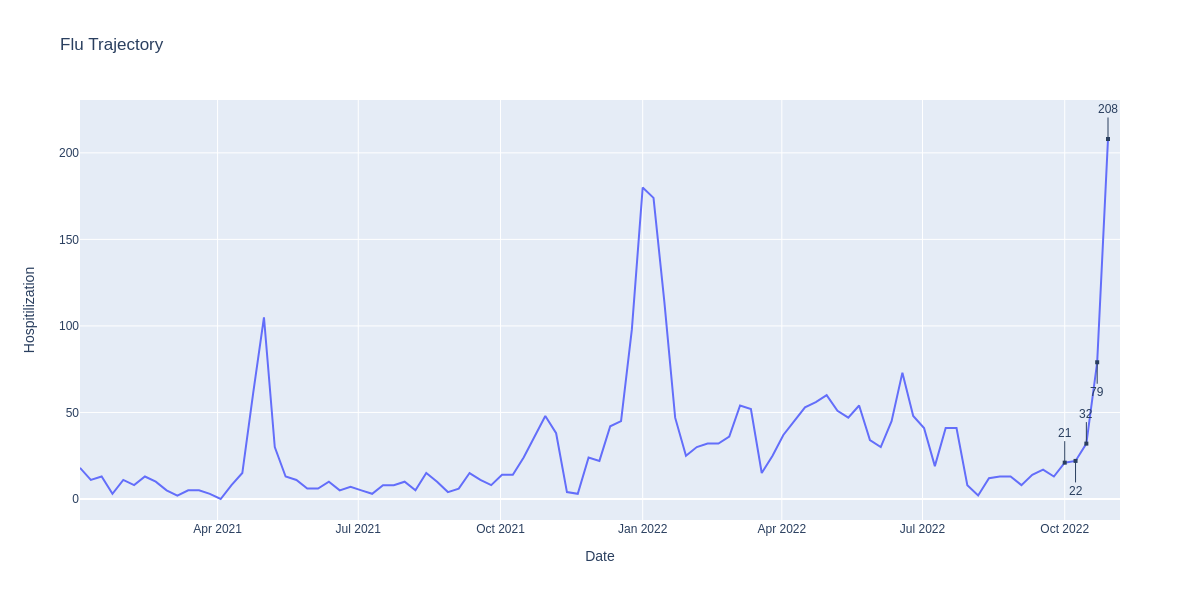 Flu Trajectory
208
200
150
100
79
50
32
21
22
0
Hospitilization
Apr 2021
Jul 2021
Oct 2021
Jan 2022
Apr 2022
Jul 2022
Oct 2022
Date